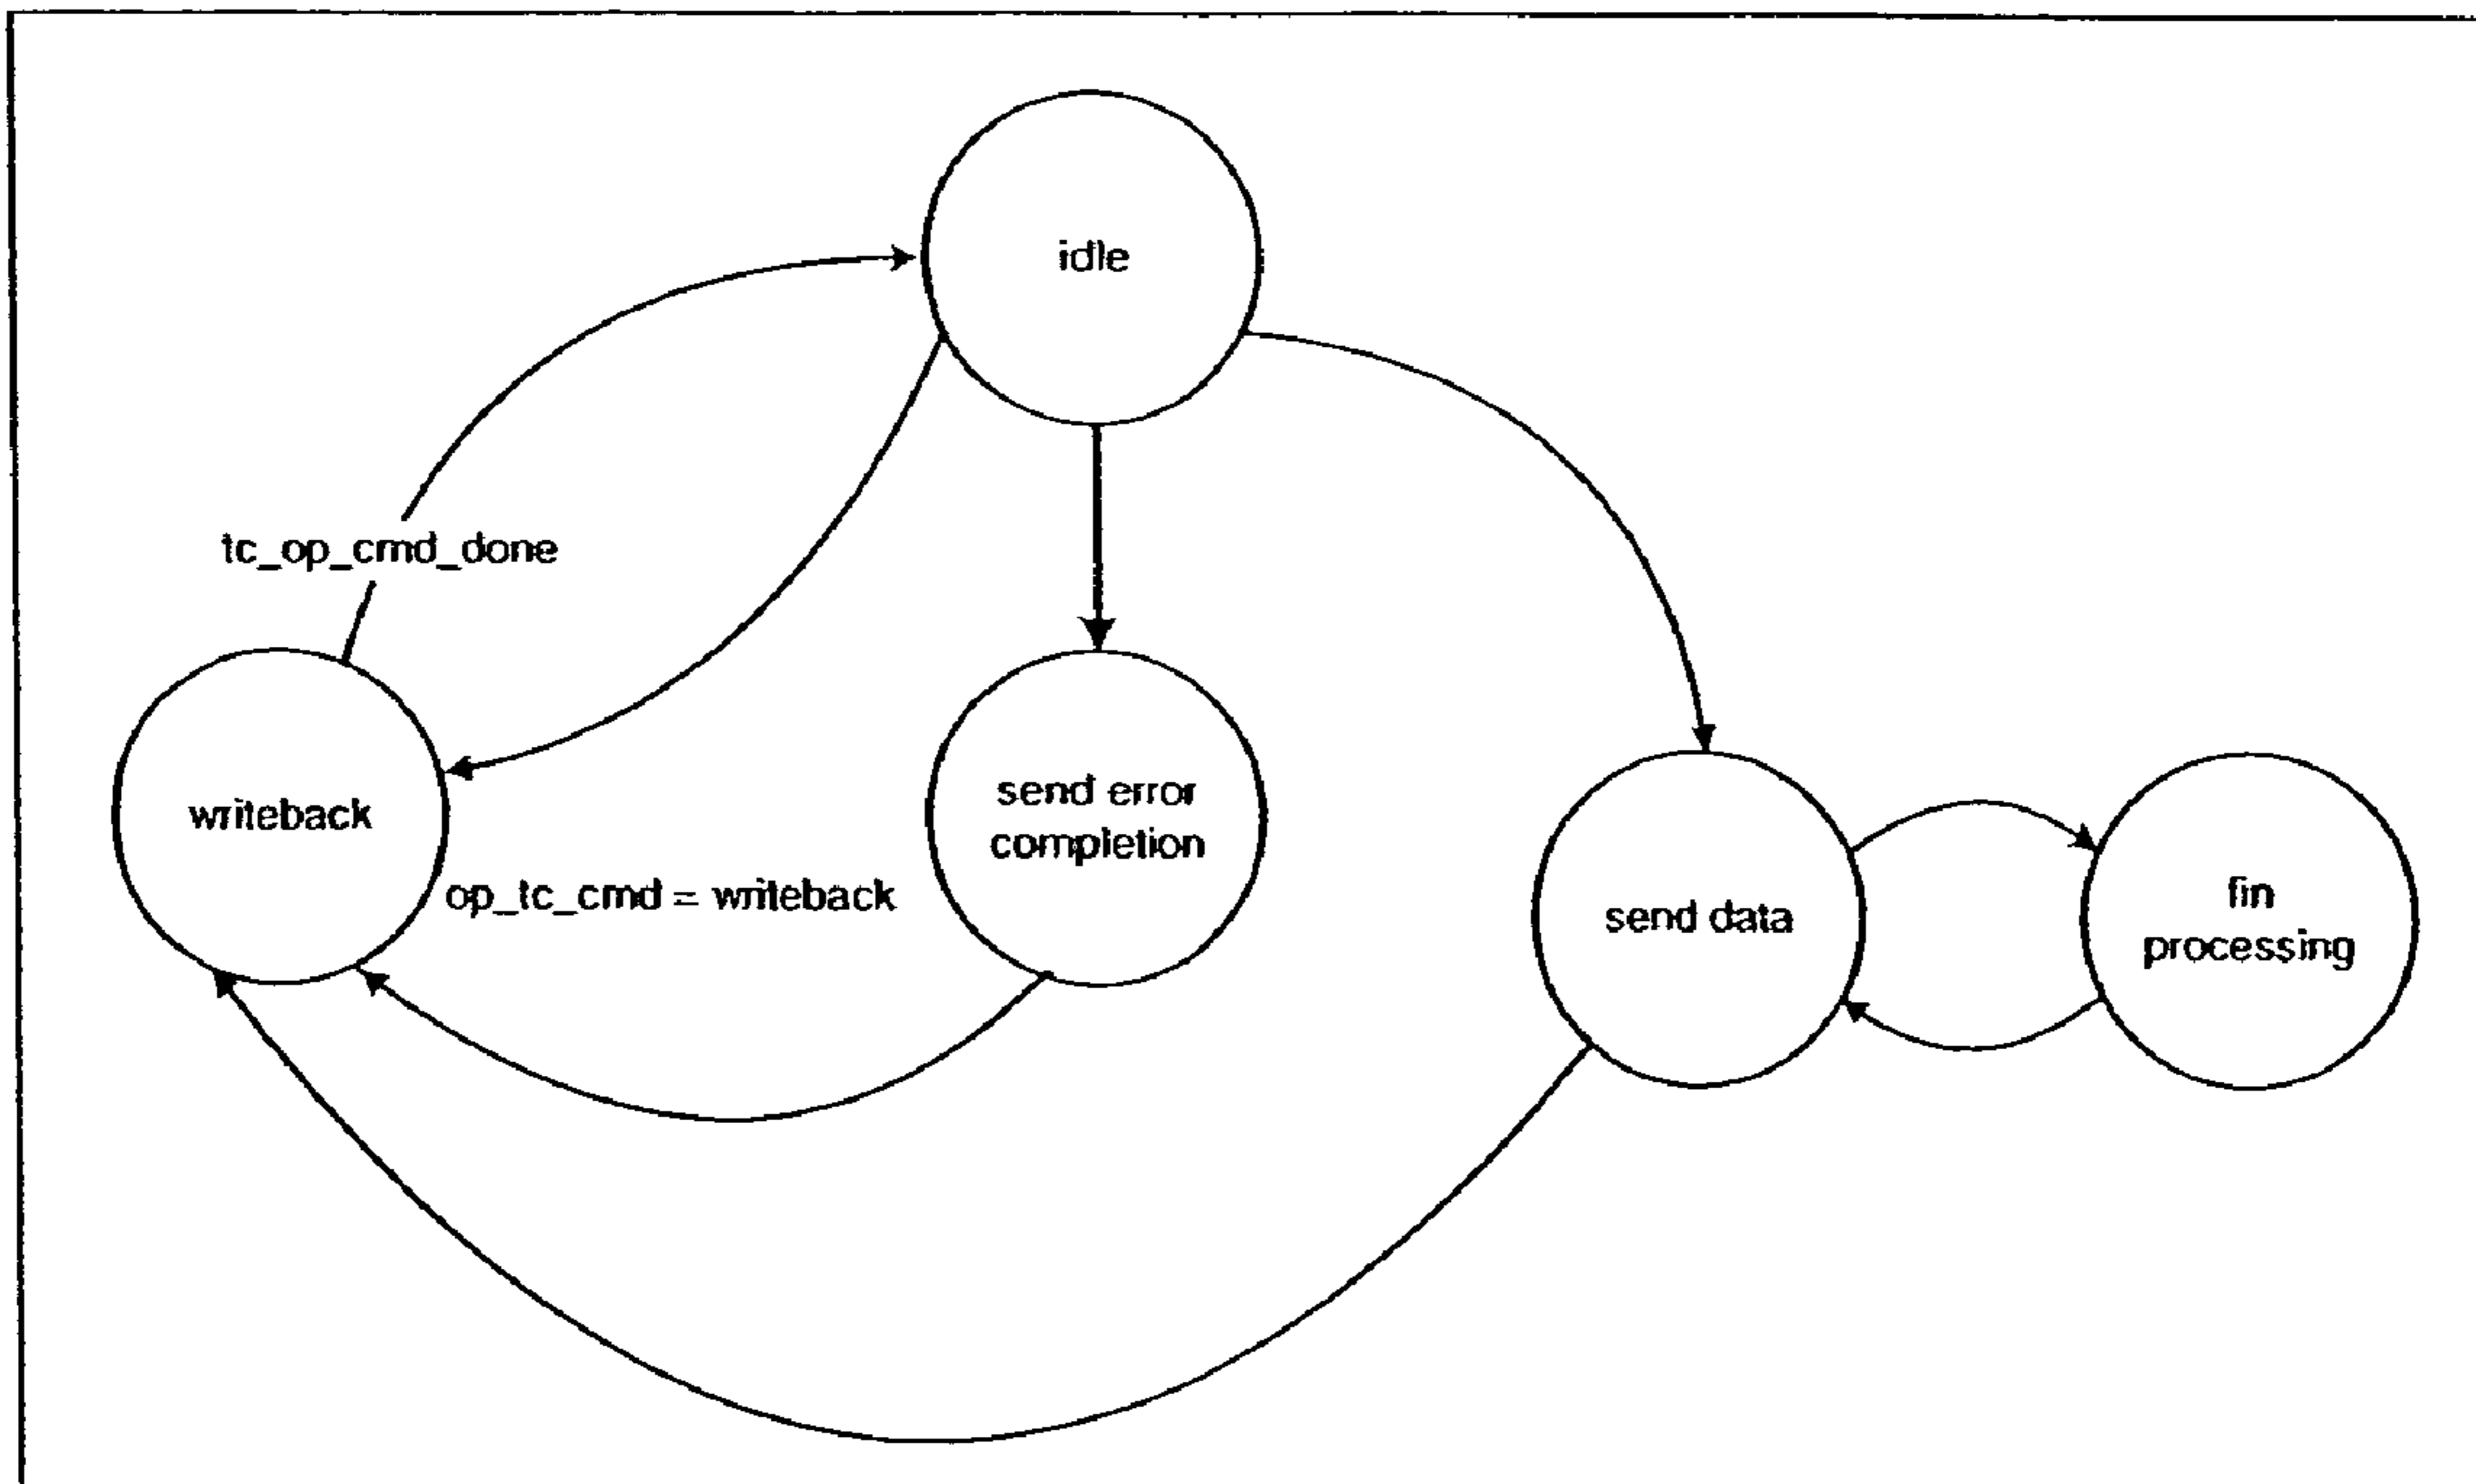 idle
tc_op_cmd_done
writeback
send error
completion
op_tc_cmd = writeback
send data
fin
processing